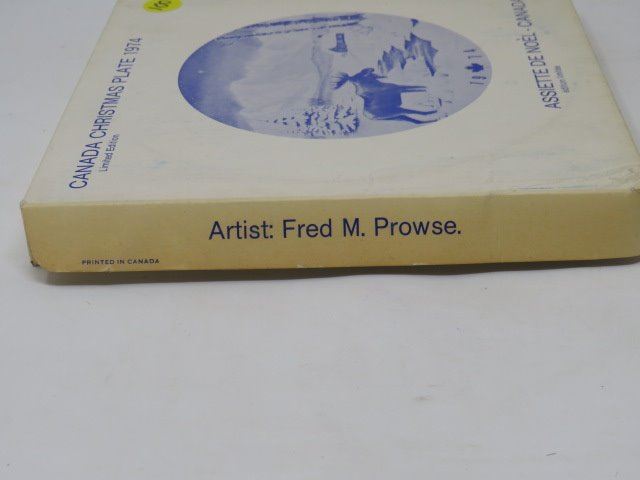 CANADA CHRISTMAS PLATE 1974
Limited Edition
1974
ASSIETTE DE NOËL - CANADA
Artist: Fred M. Prowse.
PRINTED IN CANADA